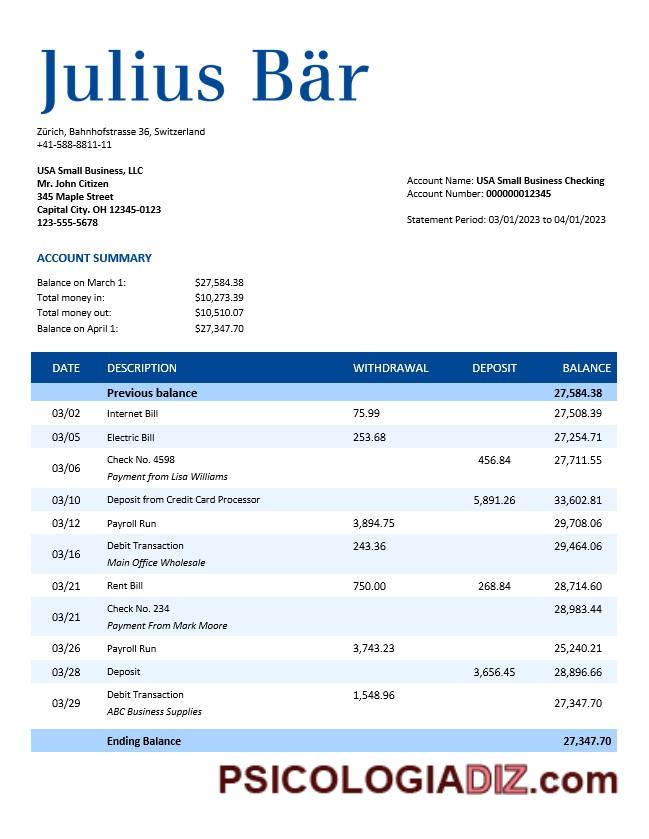 Julius Bär
Zürich, Bahnhofstrasse 36, Switzerland
+41-588-8811-11
USA Small Business, LLC
Mr. John Citizen
345 Maple Street
Capital City. OH 12345-0123
123-555-5678
Account Name: USA Small Business Checking
Account Number: 000000012345
Statement Period: 03/01/2023 to 04/01/2023
ACCOUNT SUMMARY
Balance on March 1: $27,584.38
Total money in: $10,273.39
Total money out: $10,510.07
Balance on April 1: $27,347.70
DATE DESCRIPTION WITHDRAWAL DEPOSIT BALANCE
Previous balance 27,584.38
03/02 Internet Bill 75.99 27,508.39
03/05 Electric Bill 253.68 27,254.71
03/06 Check No. 4598 456.84 27,711.55
Payment from Lisa Williams
03/10 Deposit from Credit Card Processor 5,891.26 33,602.81
03/12 Payroll Run 3,894.75 29,708.06
03/16 Debit Transaction 243.36 29,464.06
Main Office Wholesale
03/21 Rent Bill 750.00 268.84 28,714.60
03/21 Check No. 234 28,983.44
Payment From Mark Moore
03/26 Payroll Run 3,743.23 25,240.21
03/28 Deposit 3,656.45 28,896.66
03/29 Debit Transaction 1,548.96 27,347.70
ABC Business Supplies
Ending Balance 27,347.70
PSICOLOGIADIZ.com